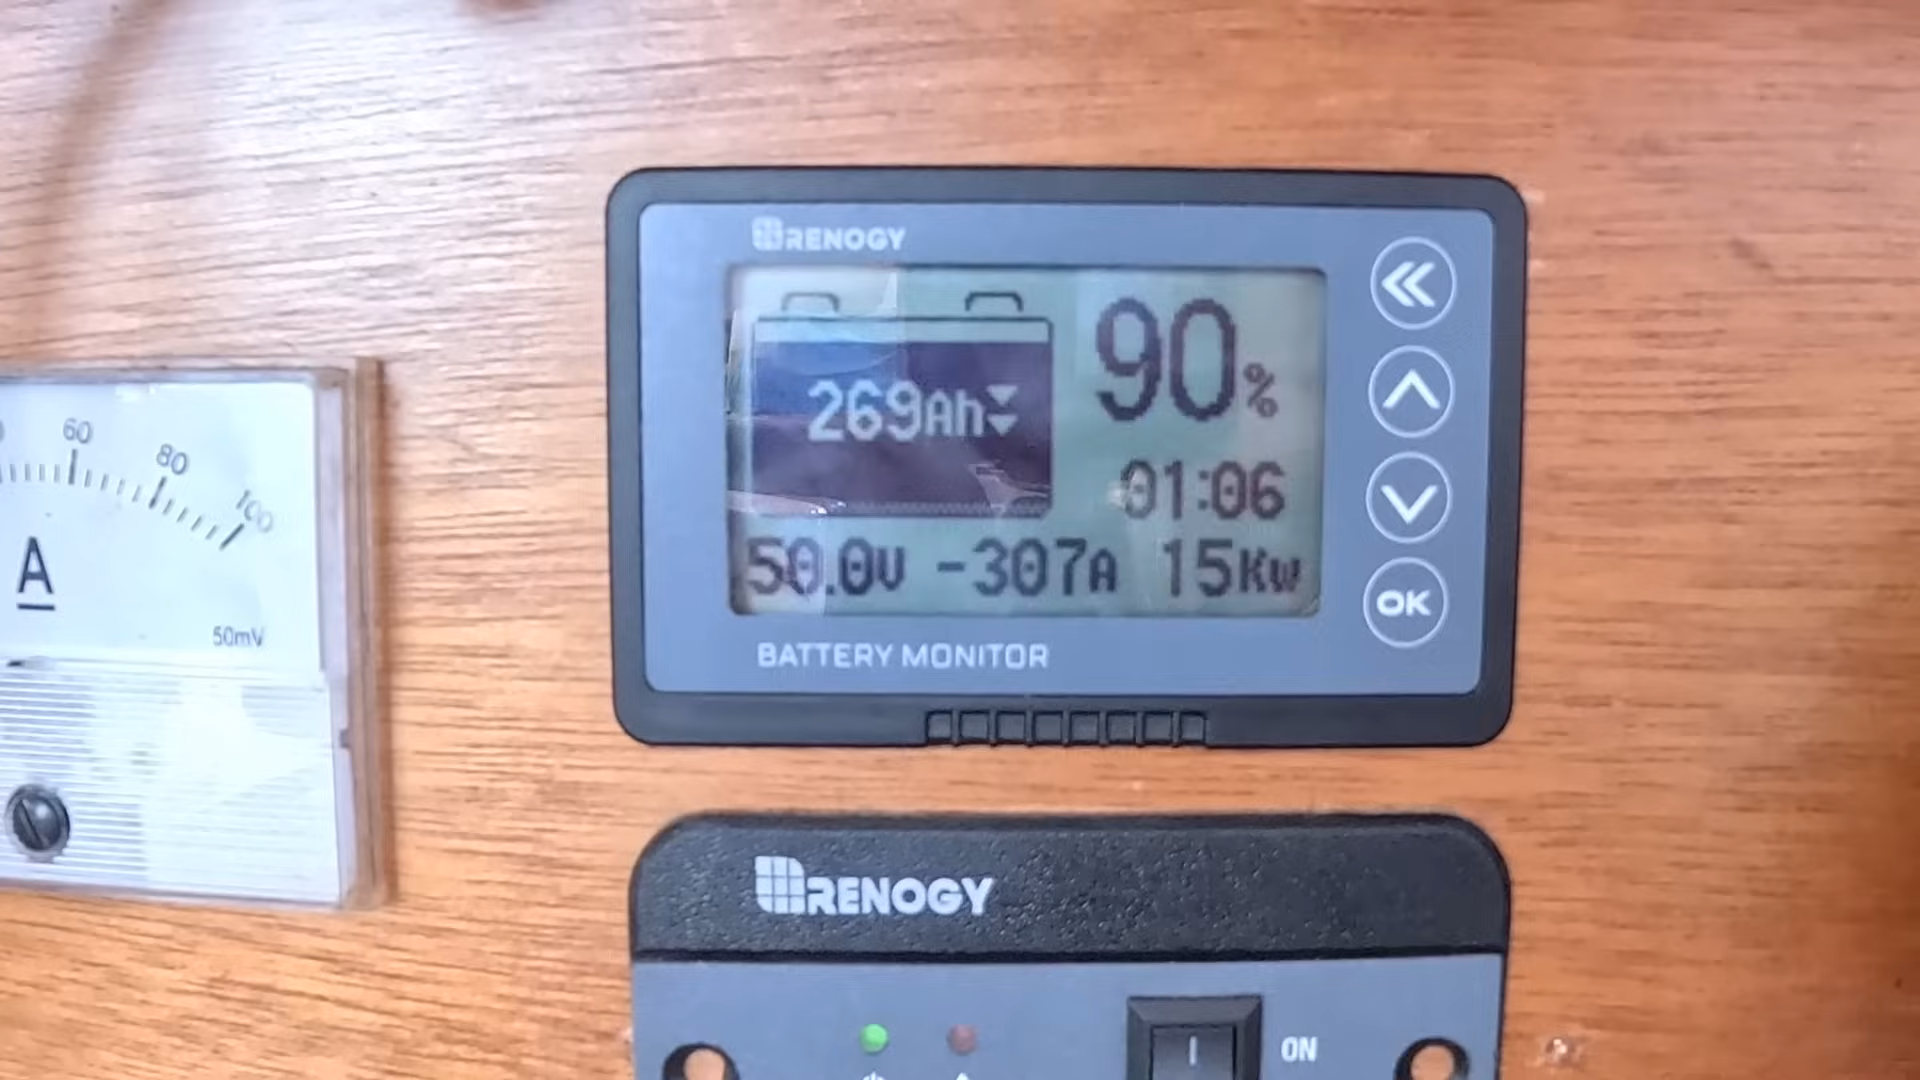 RENOGY
269Ah
90%
01:06
50.0V -307A 15Kw
OK
BATTERY MONITOR
60
80
100
A
50mV
RENOGY
I
ON